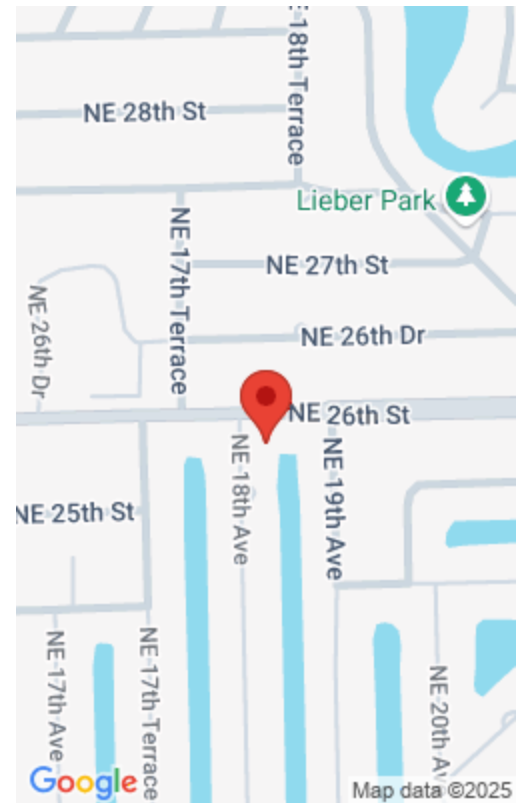 -18th Terrace
NE 28th St
Lieber Park
NE 17th Terrace
NE 27th St
NE 26th Dr
NE 26th Dr
NE 26th St
NE 18th Ave
NE 19th Ave
NE 25th St
NE 17th Ave
NE 17th Terrace
NE 20th Ave
Google
Map data ©2025